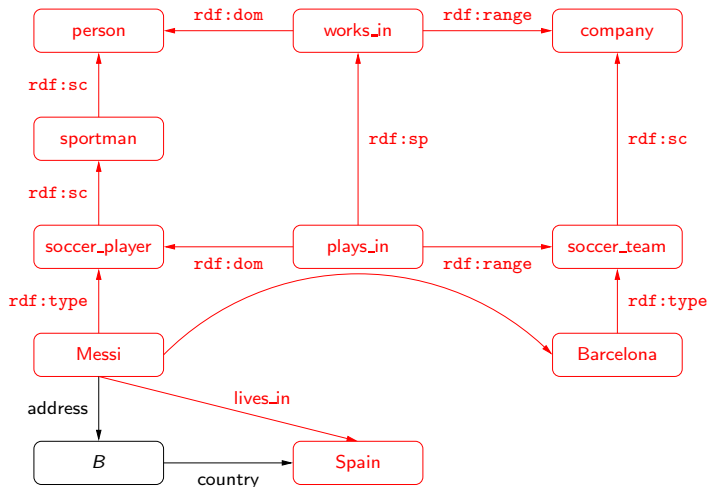 rdf:dom
rdf:range
person
works_in
company
rdf:sc
sportman
rdf:sp
rdf:sc
rdf:sc
soccer_player
plays_in
soccer_team
rdf:dom
rdf:range
rdf:type
rdf:type
Messi
Barcelona
lives_in
address
B
Spain
country